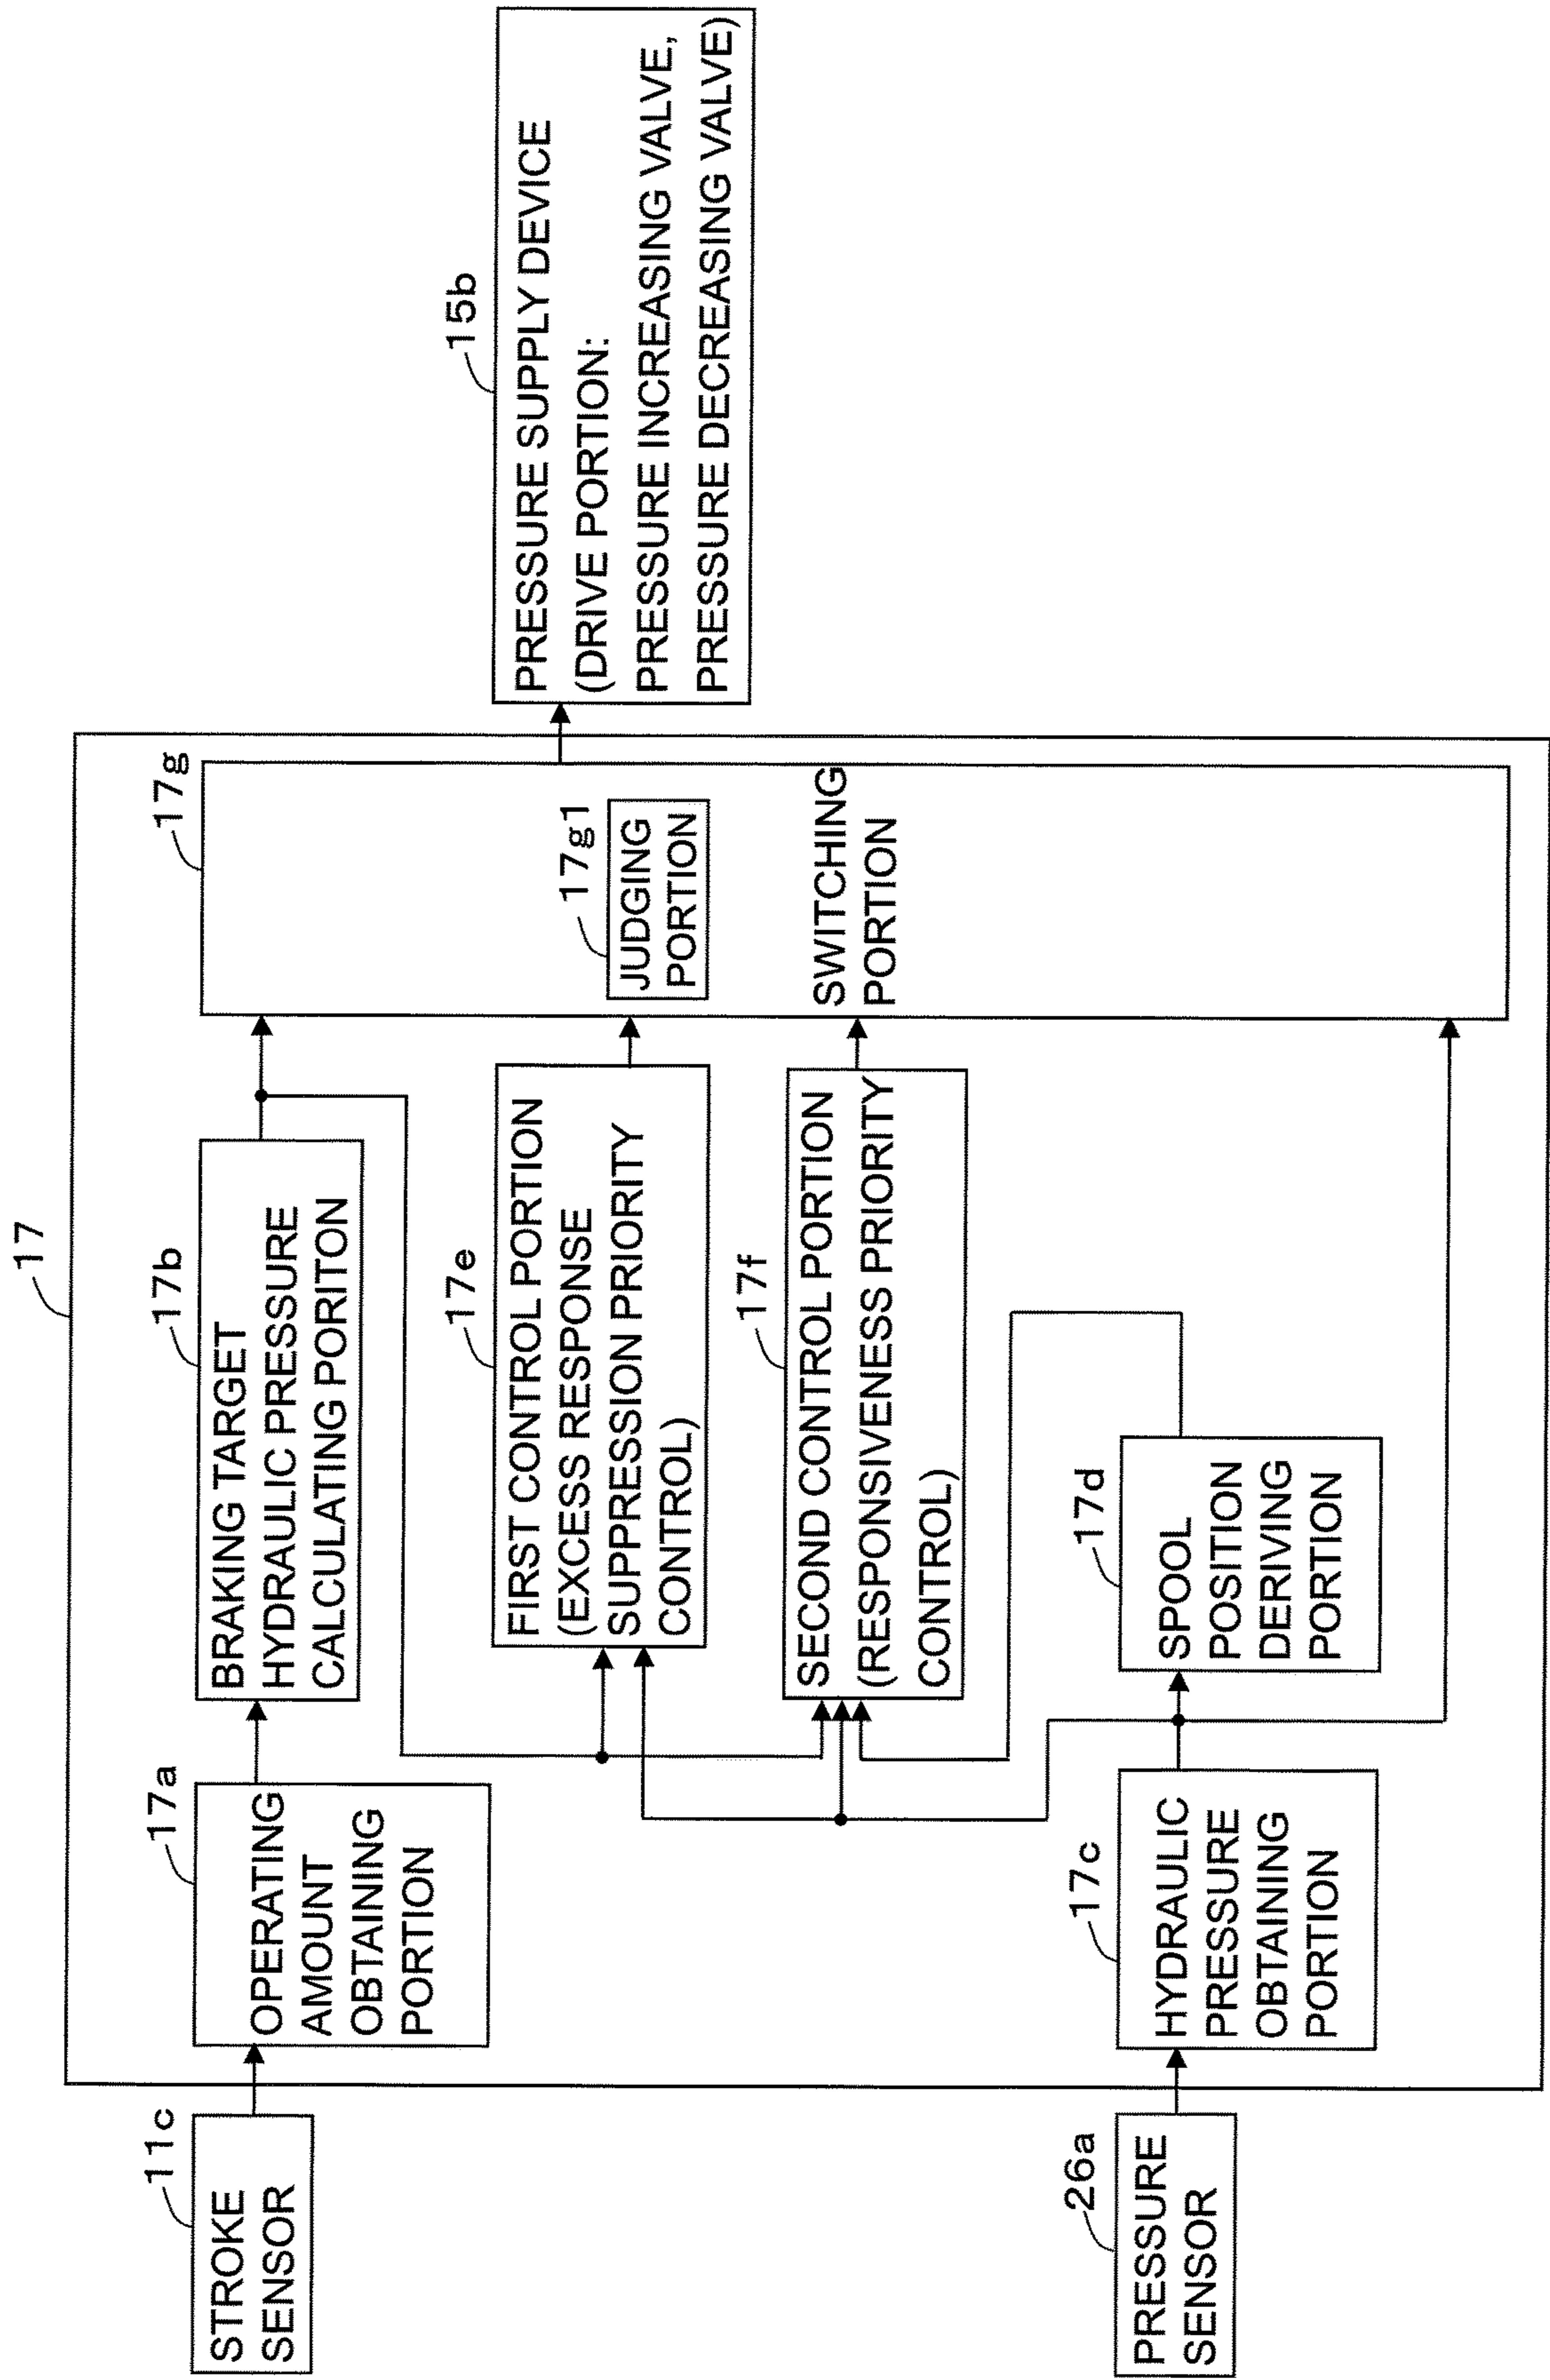 17
11c
STROKE
SENSOR
17a
OPERATING
AMOUNT
OBTAINING
PORTION
17b
BRAKING TARGET
HYDRAULIC PRESSURE
CALCULATING PORITON
17e
FIRST CONTROL PORTION
(EXCESS RESPONSE
SUPPRESSION PRIORITY
CONTROL)
17f
SECOND CONTROL PORTION
(RESPONSIVENESS PRIORITY
CONTROL)
26a
PRESSURE
SENSOR
17c
HYDRAULIC
PRESSURE
OBTAINING
PORTION
17d
SPOOL
POSITION
DERIVING
PORTION
17g
17g1
JUDGING
PORTION
SWITCHING
PORTION
15b
PRESSURE SUPPLY DEVICE
(DRIVE PORTION:
PRESSURE INCREASING VALVE,
PRESSURE DECREASING VALVE)